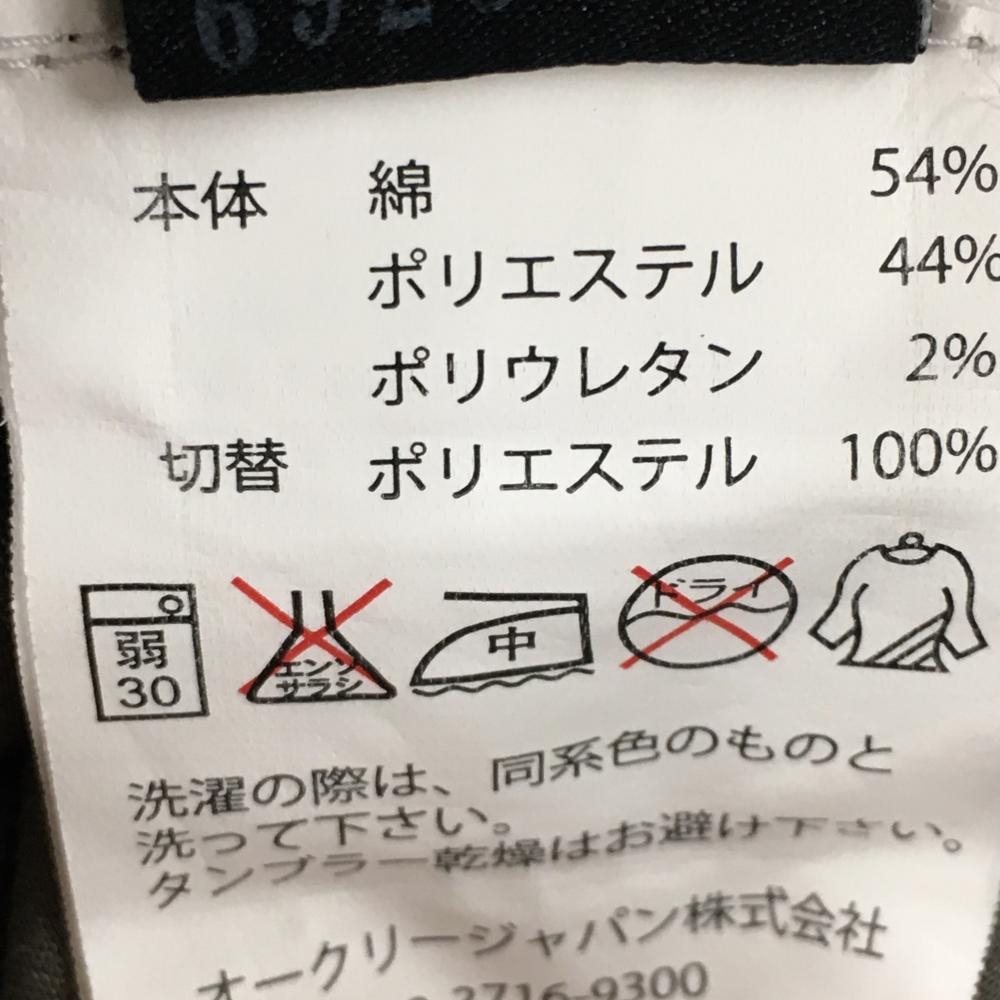 本体 綿 54%
ポリエステル 44%
ポリウレタン 2%
切替 ポリエステル 100%
弱
30
エンソ
サラシ
中
ドライ
洗濯の際は、同系色のものと
洗って下さい。
タンブラー乾燥はお避け下さい。
オークリージャパン株式会社
2716-9300